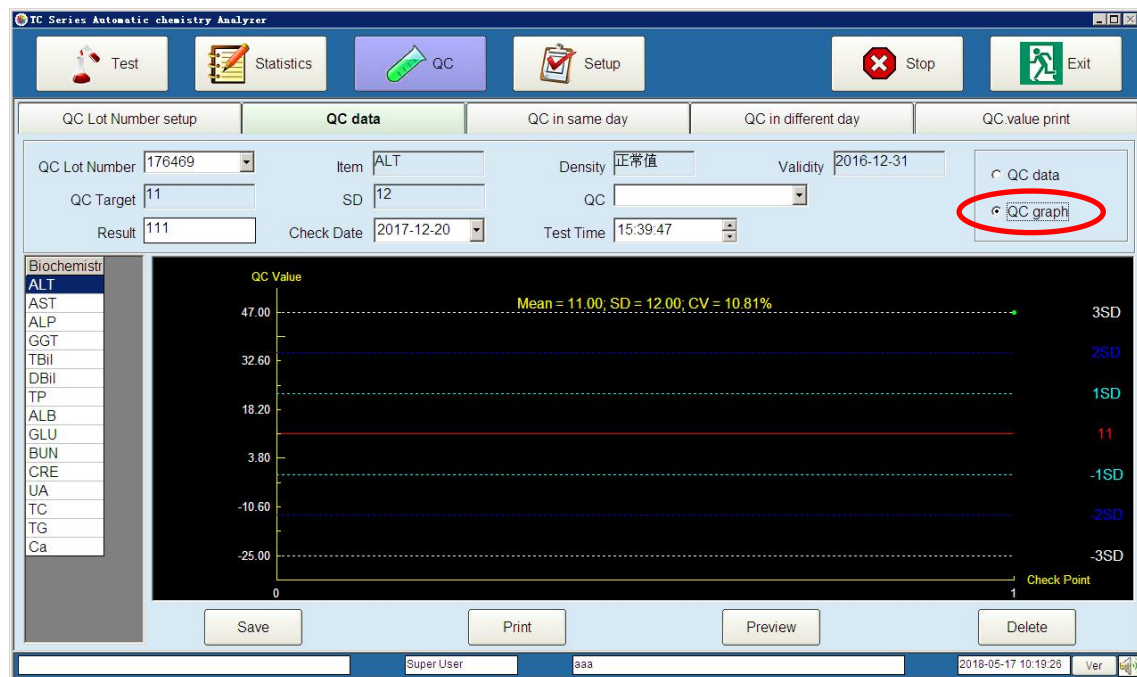 TC Series Automatic chemistry Analyzer
Test Statistics QC Setup Stop Exit
QC Lot Number setup QC data QC in same day QC in different day QC.value print
QC Lot Number 176469 Item ALT Density 正常值 Validity 2016-12-31 QC data
QC Target 11 SD 12 QC QC graph
Result 111 Check Date 2017-12-20 Test Time 15:39:47
Biochemistr
ALT
AST
ALP
GGT
TBil
DBil
TP
ALB
GLU
BUN
CRE
UA
TC
TG
Ca
QC Value
Mean = 11.00; SD = 12.00; CV = 10.81%
47.00 3SD
32.60 2SD
1SD
18.20
11
3.80
-1SD
-10.60 -2SD
-25.00 -3SD
Check Point
0 1
Save Print Preview Delete
Super User aaa 2018-05-17 10:19:26 Ver